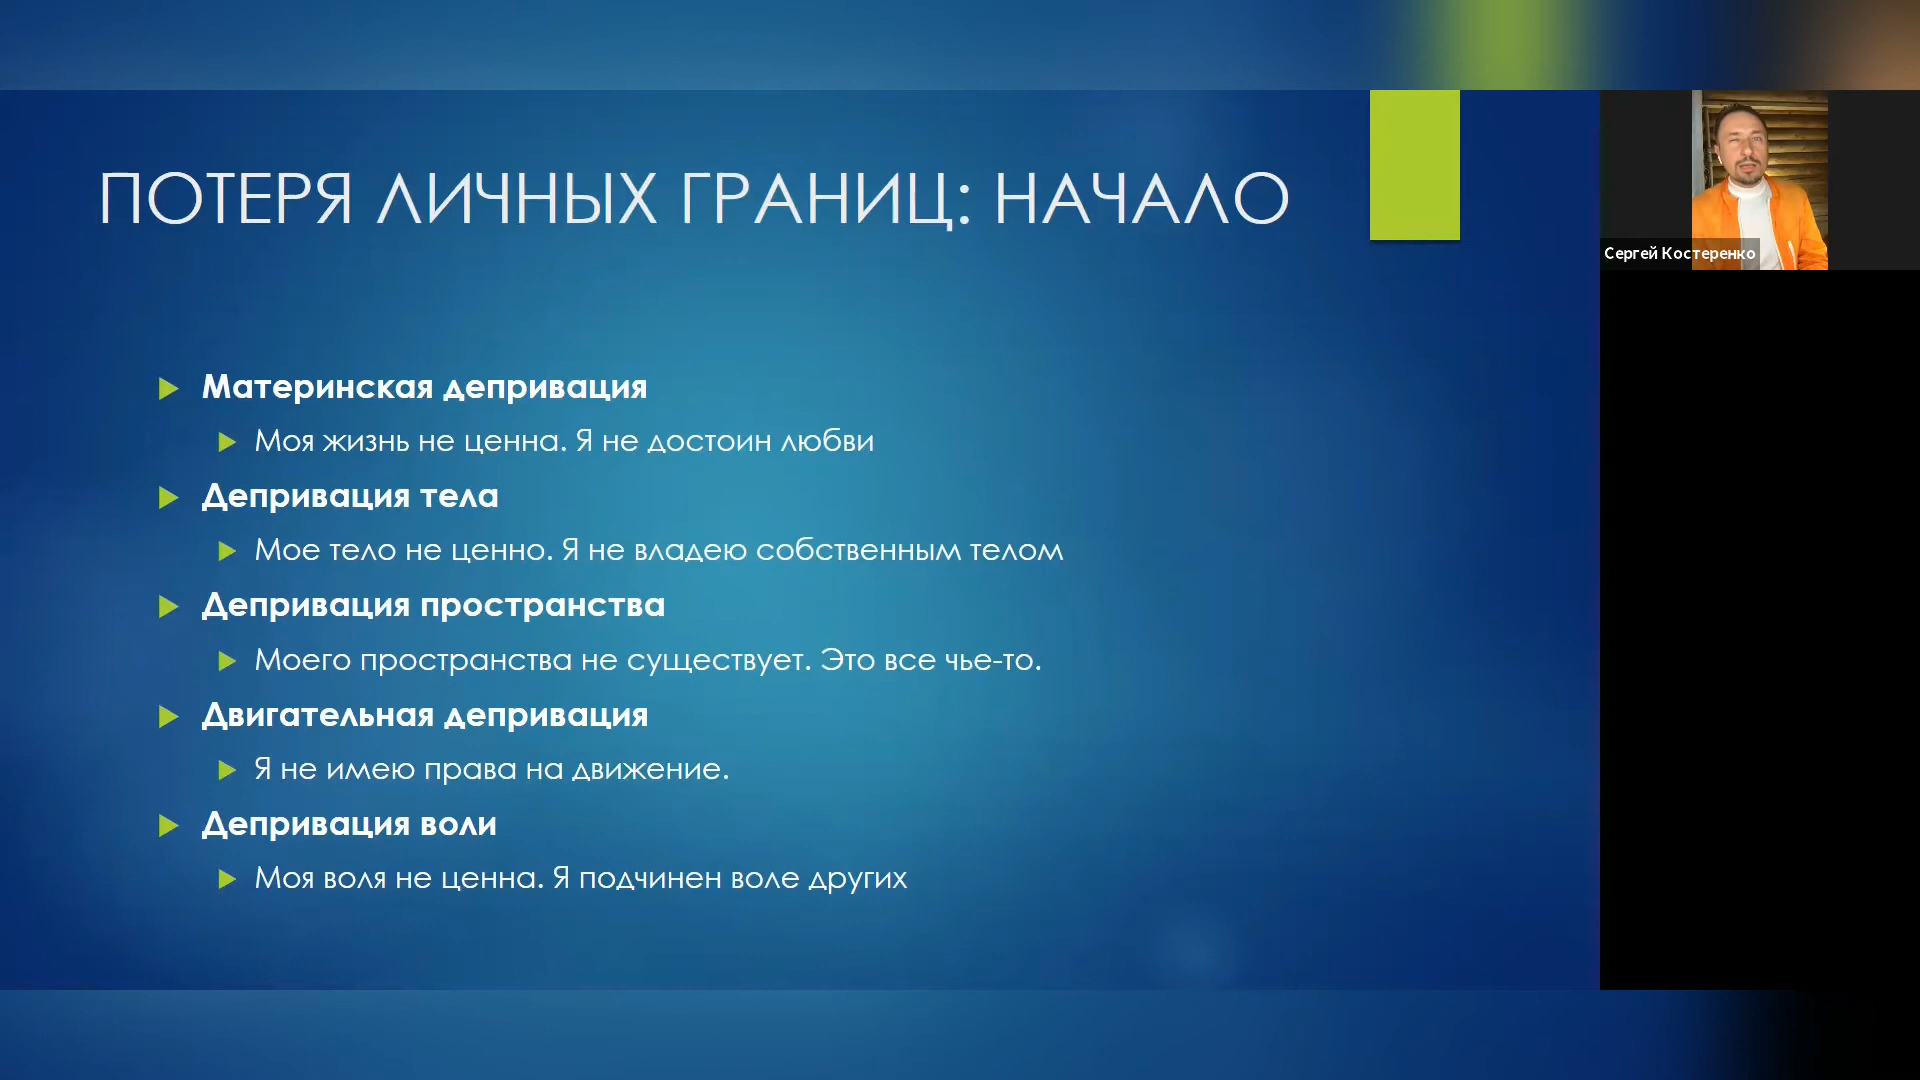 ПОТЕРЯ ЛИЧНЫХ ГРАНИЦ: НАЧАЛО
Материнская депривация
Моя жизнь не ценна. Я не достоин любви
Депривация тела
Мое тело не ценно. Я не владею собственным телом
Депривация пространства
Моего пространства не существует. Это все чье-то.
Двигательная депривация
Я не имею права на движение.
Депривация воли
Моя воля не ценна. Я подчинен воле других
Сергей Костеренко